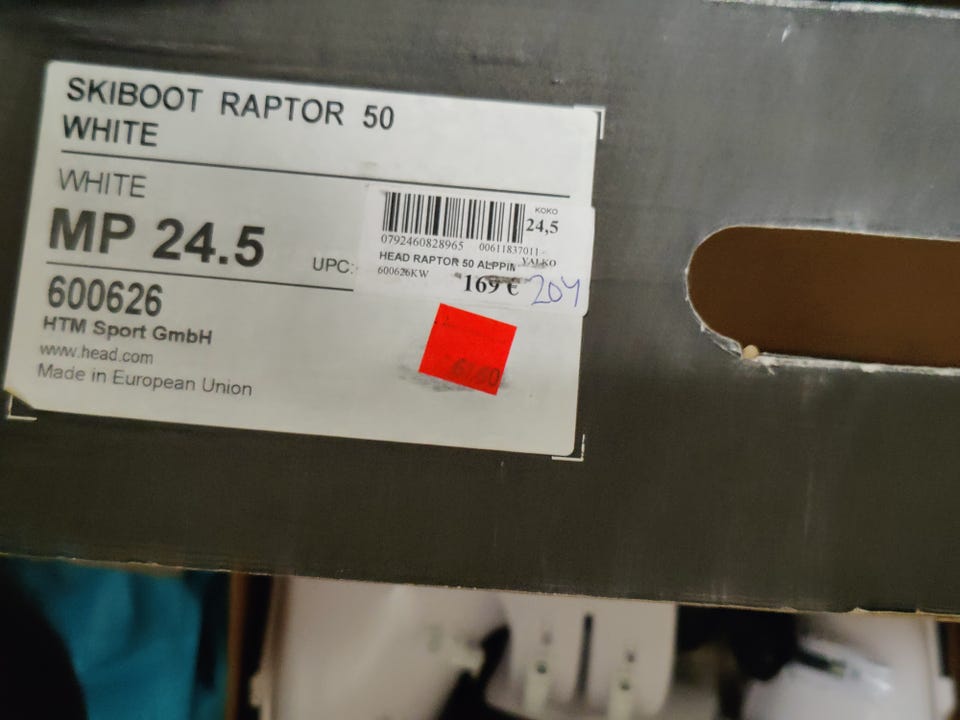 SKIBOOT RAPTOR 50
WHITE
WHITE
MP 24.5
UPC:
600626
HTM Sport GmbH
www.head.com
Made in European Union
KOKO
24,5
0792460828965 00611837011-
HEAD RAPTOR 50 ALPPIN VALKO
600626KW
169 €
204